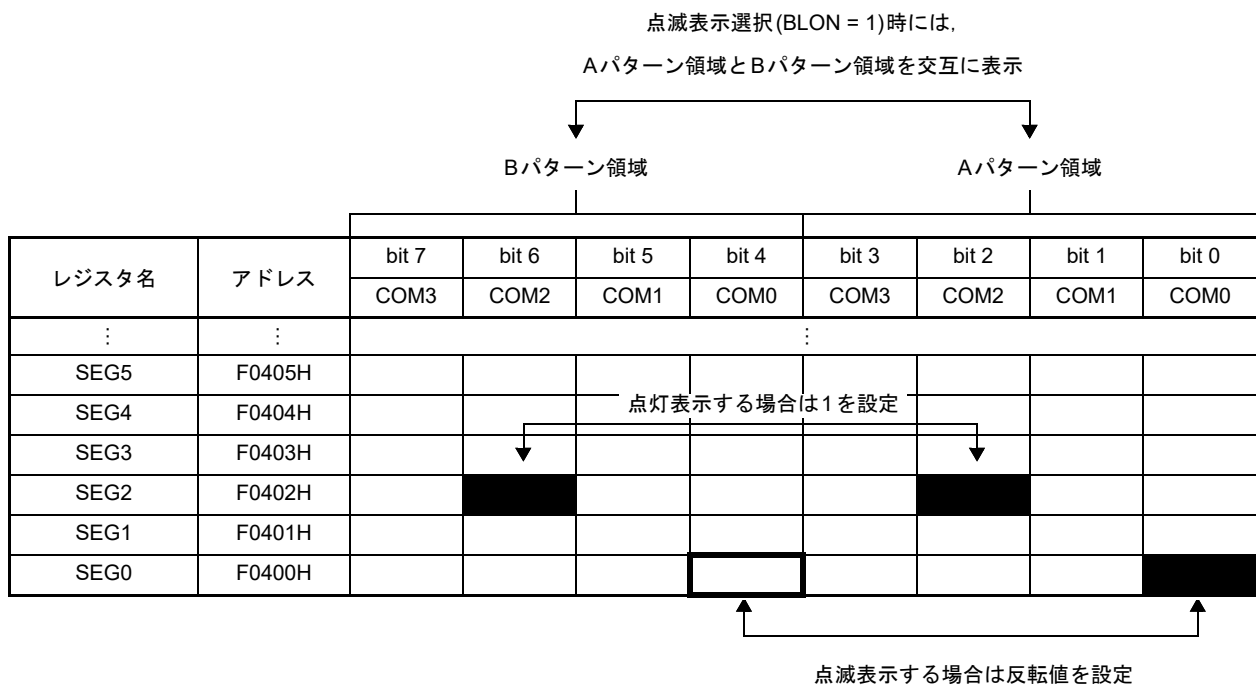 点滅表示選択(BLON = 1)時には,
Aパターン領域とBパターン領域を交互に表示
Bパターン領域 Aパターン領域
レジスタ名 アドレス bit 7 bit 6 bit 5 bit 4 bit 3 bit 2 bit 1 bit 0
COM3 COM2 COM1 COM0 COM3 COM2 COM1 COM0
⋮ ⋮ ⋮
SEG5 F0405H
SEG4 F0404H
点灯表示する場合は1を設定
SEG3 F0403H
SEG2 F0402H
SEG1 F0401H
SEG0 F0400H
点滅表示する場合は反転値を設定